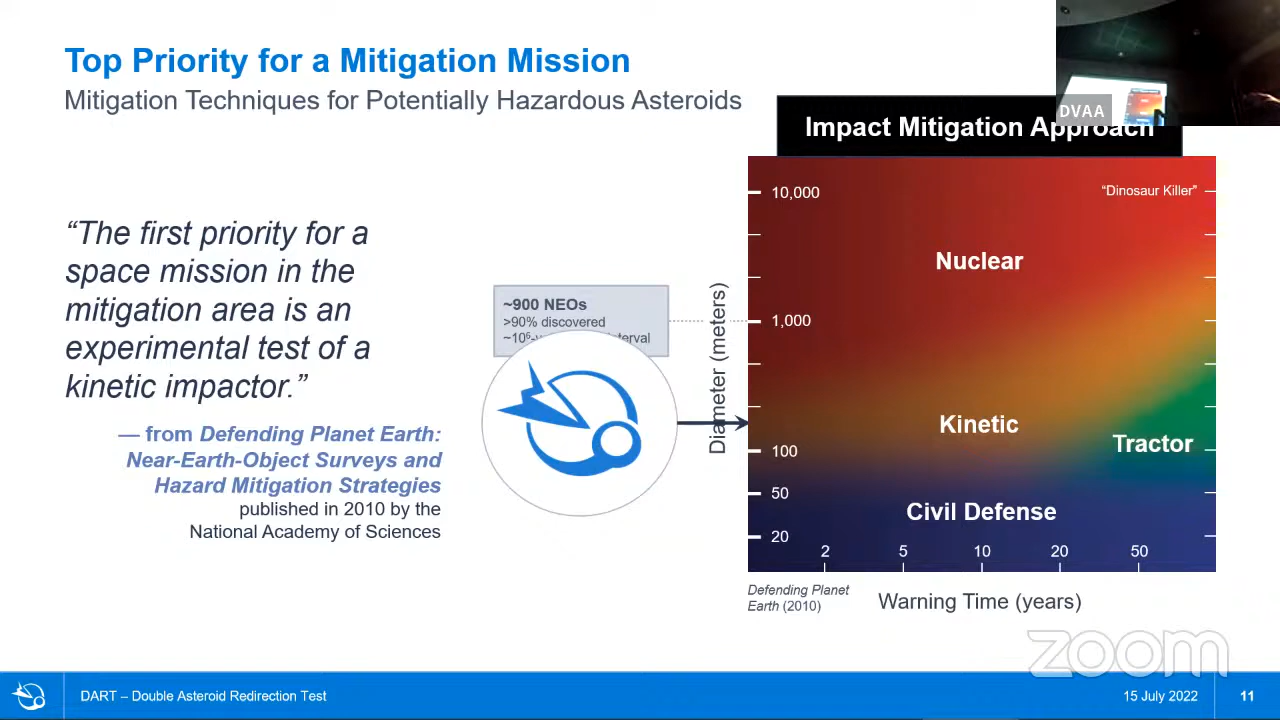 Top Priority for a Mitigation Mission
Mitigation Techniques for Potentially Hazardous Asteroids
DVAA
“The first priority for a
space mission in the
mitigation area is an
experimental test of a
kinetic impactor.”
— from Defending Planet Earth:
Near-Earth-Object Surveys and
Hazard Mitigation Strategies
published in 2010 by the
National Academy of Sciences
~900 NEOs
>90% discovered
Impact Mitigation Approach
Diameter (meters)
10,000
1,000
100
50
20
“Dinosaur Killer”
Nuclear
Kinetic
Tractor
Civil Defense
2 5 10 20 50
Defending Planet
Earth (2010)
Warning Time (years)
zoom
DART – Double Asteroid Redirection Test
15 July 2022
11